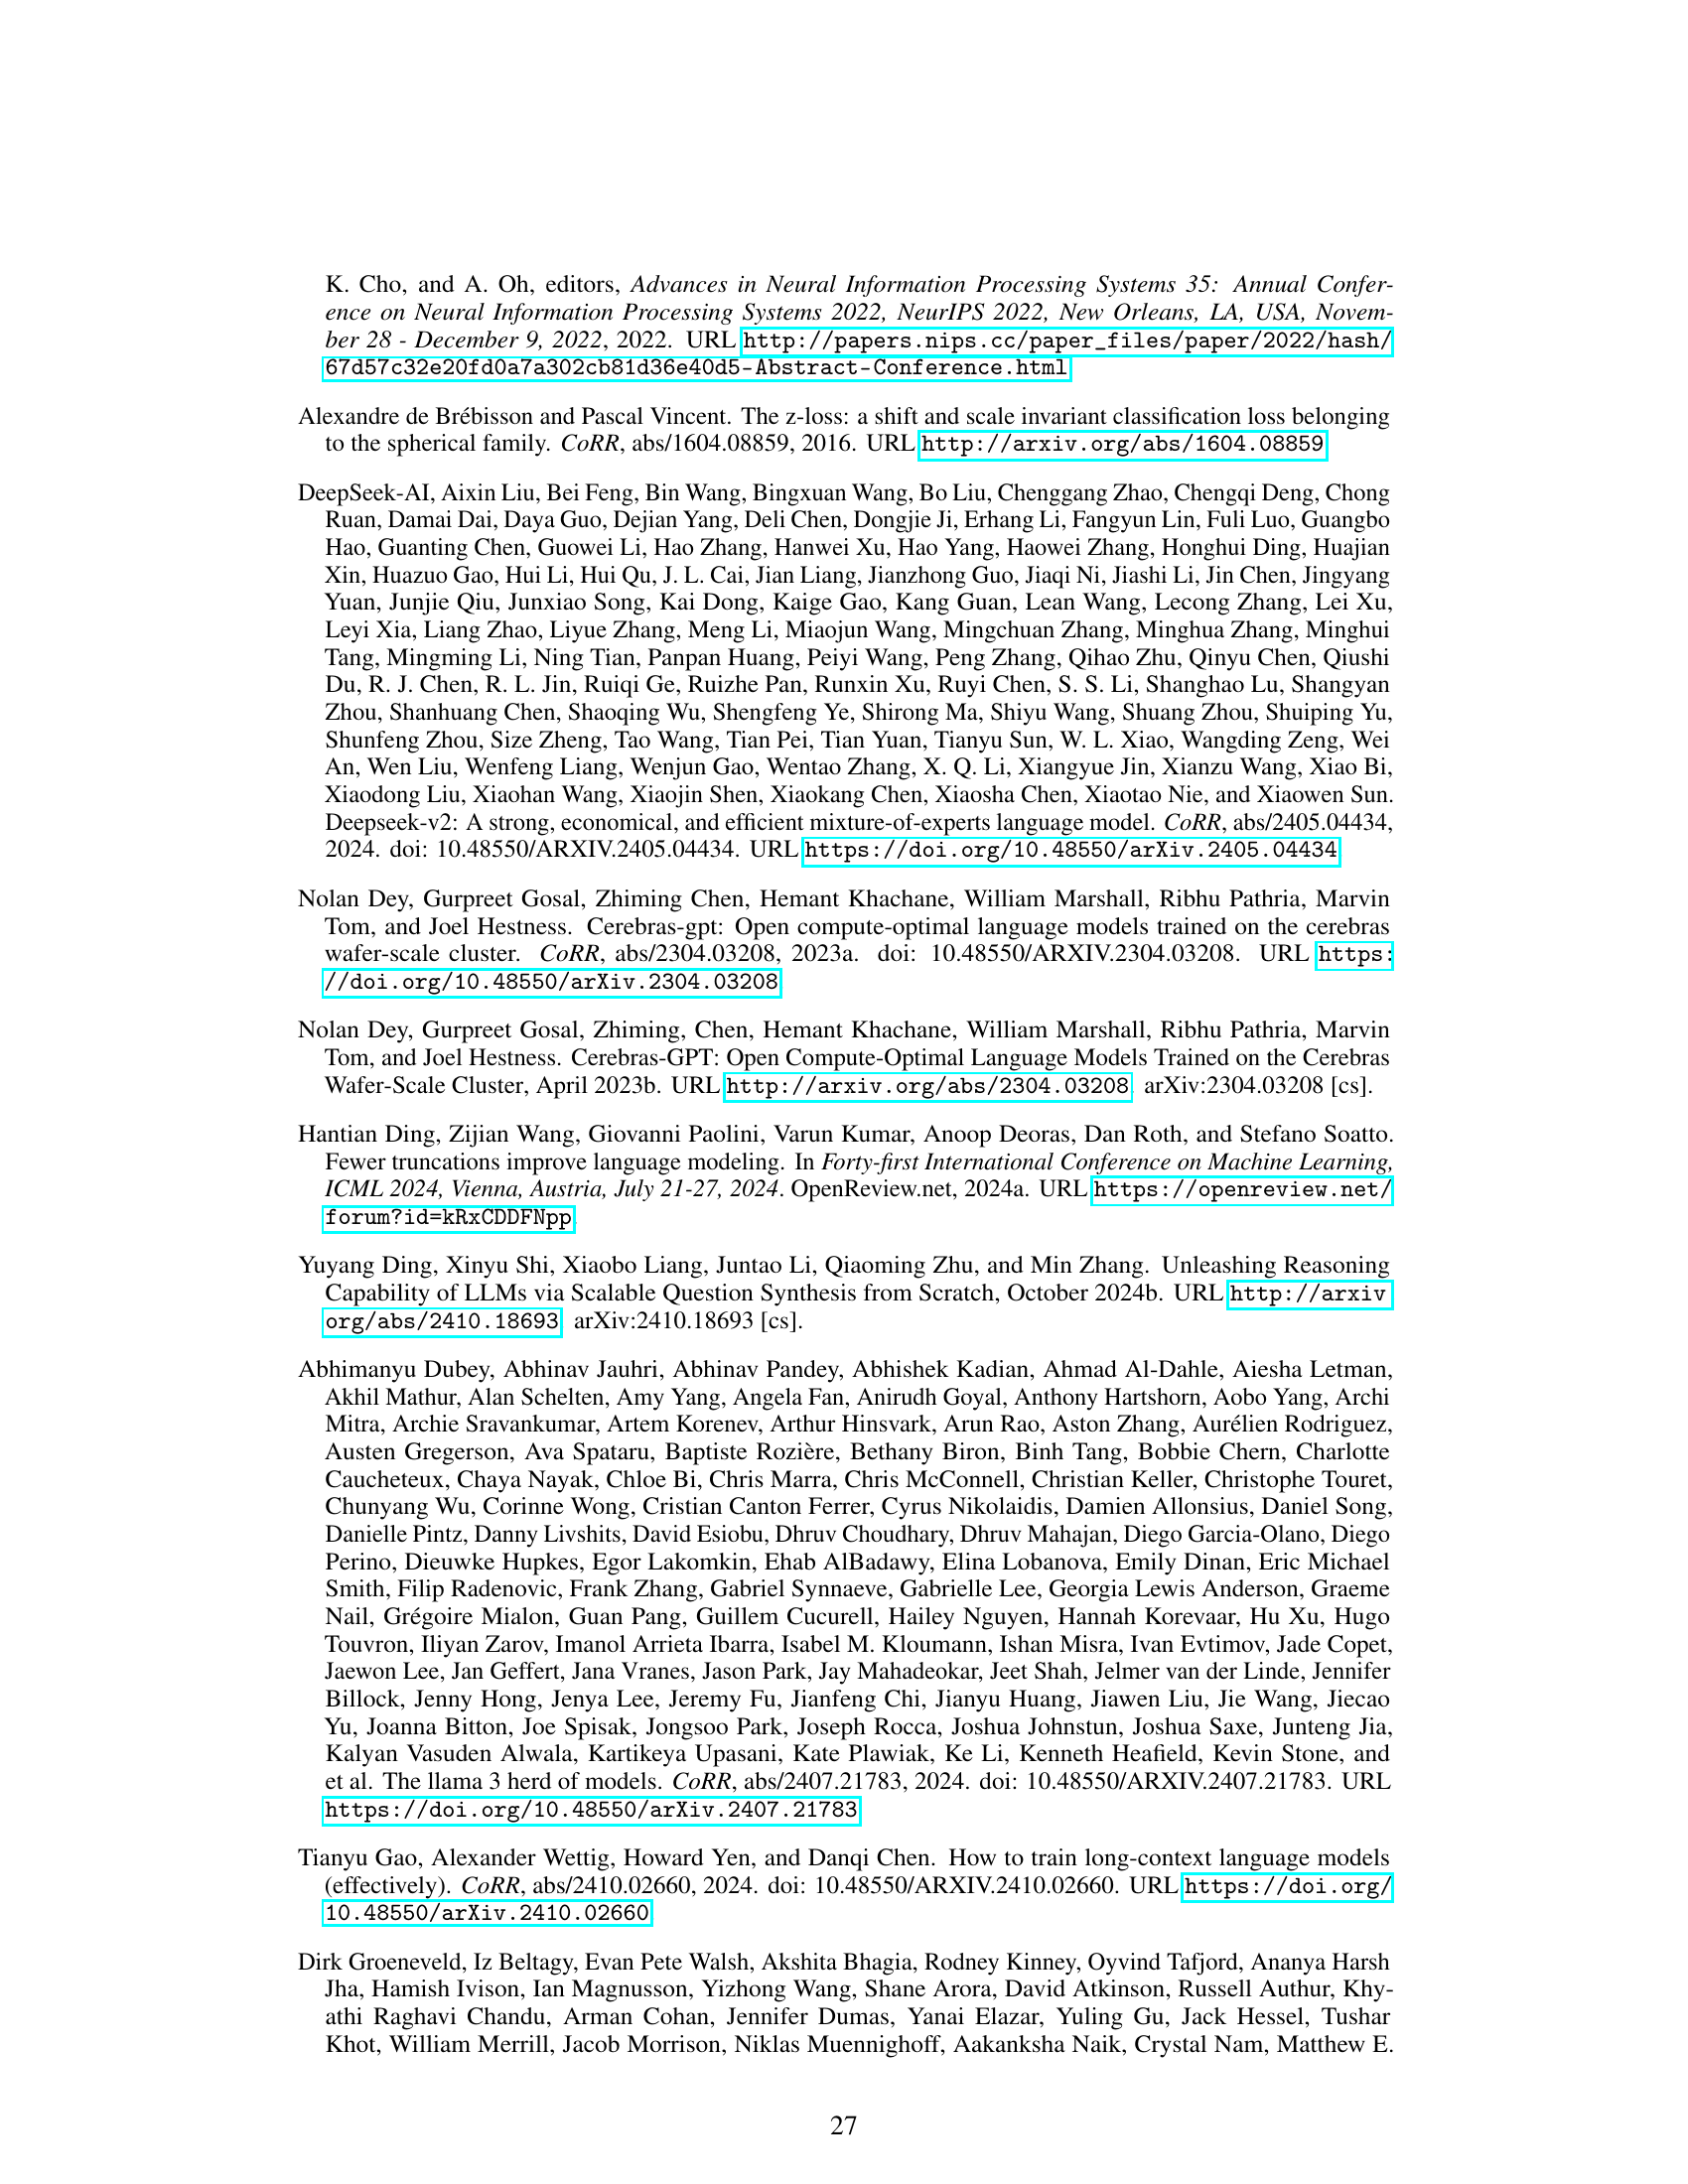 K. Cho, and A. Oh, editors, Advances in Neural Information Processing Systems 35: Annual Confer-
ence on Neural Information Processing Systems 2022, NeurIPS 2022, New Orleans, LA, USA, Novem-
ber 28 - December 9, 2022, 2022. URL http://papers.nips.cc/paper_files/paper/2022/hash/
67d57c32e20fd0a7a302cb81d36e40d5-Abstract-Conference.html
Alexandre de Brébisson and Pascal Vincent. The z-loss: a shift and scale invariant classification loss belonging
to the spherical family. CoRR, abs/1604.08859, 2016. URL http://arxiv.org/abs/1604.08859
DeepSeek-AI, Aixin Liu, Bei Feng, Bin Wang, Bingxuan Wang, Bo Liu, Chenggang Zhao, Chengqi Deng, Chong
Ruan, Damai Dai, Daya Guo, Dejian Yang, Deli Chen, Dongjie Ji, Erhang Li, Fangyun Lin, Fuli Luo, Guangbo
Hao, Guanting Chen, Guowei Li, Hao Zhang, Hanwei Xu, Hao Yang, Haowei Zhang, Honghui Ding, Huajian
Xin, Huazuo Gao, Hui Li, Hui Qu, J. L. Cai, Jian Liang, Jianzhong Guo, Jiaqi Ni, Jiashi Li, Jin Chen, Jingyang
Yuan, Junjie Qiu, Junxiao Song, Kai Dong, Kaige Gao, Kang Guan, Lean Wang, Lecong Zhang, Lei Xu,
Leyi Xia, Liang Zhao, Liyue Zhang, Meng Li, Miaojun Wang, Mingchuan Zhang, Minghua Zhang, Minghui
Tang, Mingming Li, Ning Tian, Panpan Huang, Peiyi Wang, Peng Zhang, Qihao Zhu, Qinyu Chen, Qiushi
Du, R. J. Chen, R. L. Jin, Ruiqi Ge, Ruizhe Pan, Runxin Xu, Ruyi Chen, S. S. Li, Shanghao Lu, Shangyan
Zhou, Shanhuang Chen, Shaoqing Wu, Shengfeng Ye, Shirong Ma, Shiyu Wang, Shuang Zhou, Shuiping Yu,
Shunfeng Zhou, Size Zheng, Tao Wang, Tian Pei, Tian Yuan, Tianyu Sun, W. L. Xiao, Wangding Zeng, Wei
An, Wen Liu, Wenfeng Liang, Wenjun Gao, Wentao Zhang, X. Q. Li, Xiangyue Jin, Xianzu Wang, Xiao Bi,
Xiaodong Liu, Xiaohan Wang, Xiaojin Shen, Xiaokang Chen, Xiaosha Chen, Xiaotao Nie, and Xiaowen Sun.
Deepseek-v2: A strong, economical, and efficient mixture-of-experts language model. CoRR, abs/2405.04434,
2024. doi: 10.48550/ARXIV.2405.04434. URL https://doi.org/10.48550/arXiv.2405.04434
Nolan Dey, Gurpreet Gosal, Zhiming Chen, Hemant Khachane, William Marshall, Ribhu Pathria, Marvin
Tom, and Joel Hestness. Cerebras-gpt: Open compute-optimal language models trained on the cerebras
wafer-scale cluster. CoRR, abs/2304.03208, 2023a. doi: 10.48550/ARXIV.2304.03208. URL https:
//doi.org/10.48550/arXiv.2304.03208
Nolan Dey, Gurpreet Gosal, Zhiming, Chen, Hemant Khachane, William Marshall, Ribhu Pathria, Marvin
Tom, and Joel Hestness. Cerebras-GPT: Open Compute-Optimal Language Models Trained on the Cerebras
Wafer-Scale Cluster, April 2023b. URL http://arxiv.org/abs/2304.03208 arXiv:2304.03208 [cs].
Hantian Ding, Zijian Wang, Giovanni Paolini, Varun Kumar, Anoop Deoras, Dan Roth, and Stefano Soatto.
Fewer truncations improve language modeling. In Forty-first International Conference on Machine Learning,
ICML 2024, Vienna, Austria, July 21-27, 2024. OpenReview.net, 2024a. URL https://openreview.net/
forum?id=kRxCDDFNpp
Yuyang Ding, Xinyu Shi, Xiaobo Liang, Juntao Li, Qiaoming Zhu, and Min Zhang. Unleashing Reasoning
Capability of LLMs via Scalable Question Synthesis from Scratch, October 2024b. URL http://arxiv
org/abs/2410.18693 arXiv:2410.18693 [cs].
Abhimanyu Dubey, Abhinav Jauhri, Abhinav Pandey, Abhishek Kadian, Ahmad Al-Dahle, Aiesha Letman,
Akhil Mathur, Alan Schelten, Amy Yang, Angela Fan, Anirudh Goyal, Anthony Hartshorn, Aobo Yang, Archi
Mitra, Archie Sravankumar, Artem Korenev, Arthur Hinsvark, Arun Rao, Aston Zhang, Aurélien Rodriguez,
Austen Gregerson, Ava Spataru, Baptiste Rozière, Bethany Biron, Binh Tang, Bobbie Chern, Charlotte
Caucheteux, Chaya Nayak, Chloe Bi, Chris Marra, Chris McConnell, Christian Keller, Christophe Touret,
Chunyang Wu, Corinne Wong, Cristian Canton Ferrer, Cyrus Nikolaidis, Damien Allonsius, Daniel Song,
Danielle Pintz, Danny Livshits, David Esiobu, Dhruv Choudhary, Dhruv Mahajan, Diego Garcia-Olano, Diego
Perino, Dieuwke Hupkes, Egor Lakomkin, Ehab AlBadawy, Elina Lobanova, Emily Dinan, Eric Michael
Smith, Filip Radenovic, Frank Zhang, Gabriel Synnaeve, Gabrielle Lee, Georgia Lewis Anderson, Graeme
Nail, Grégoire Mialon, Guan Pang, Guillem Cucurell, Hailey Nguyen, Hannah Korevaar, Hu Xu, Hugo
Touvron, Iliyan Zarov, Imanol Arrieta Ibarra, Isabel M. Kloumann, Ishan Misra, Ivan Evtimov, Jade Copet,
Jaewon Lee, Jan Geffert, Jana Vranes, Jason Park, Jay Mahadeokar, Jeet Shah, Jelmer van der Linde, Jennifer
Billock, Jenny Hong, Jenya Lee, Jeremy Fu, Jianfeng Chi, Jianyu Huang, Jiawen Liu, Jie Wang, Jiecao
Yu, Joanna Bitton, Joe Spisak, Jongsoo Park, Joseph Rocca, Joshua Johnstun, Joshua Saxe, Junteng Jia,
Kalyan Vasuden Alwala, Kartikeya Upasani, Kate Plawiak, Ke Li, Kenneth Heafield, Kevin Stone, and
et al. The llama 3 herd of models. CoRR, abs/2407.21783, 2024. doi: 10.48550/ARXIV.2407.21783. URL
https://doi.org/10.48550/arXiv.2407.21783
Tianyu Gao, Alexander Wettig, Howard Yen, and Danqi Chen. How to train long-context language models
(effectively). CoRR, abs/2410.02660, 2024. doi: 10.48550/ARXIV.2410.02660. URL https://doi.org/
10.48550/arXiv.2410.02660
Dirk Groeneveld, Iz Beltagy, Evan Pete Walsh, Akshita Bhagia, Rodney Kinney, Oyvind Tafjord, Ananya Harsh
Jha, Hamish Ivison, Ian Magnusson, Yizhong Wang, Shane Arora, David Atkinson, Russell Authur, Khy-
athi Raghavi Chandu, Arman Cohan, Jennifer Dumas, Yanai Elazar, Yuling Gu, Jack Hessel, Tushar
Khot, William Merrill, Jacob Morrison, Niklas Muennighoff, Aakanksha Naik, Crystal Nam, Matthew E.
27